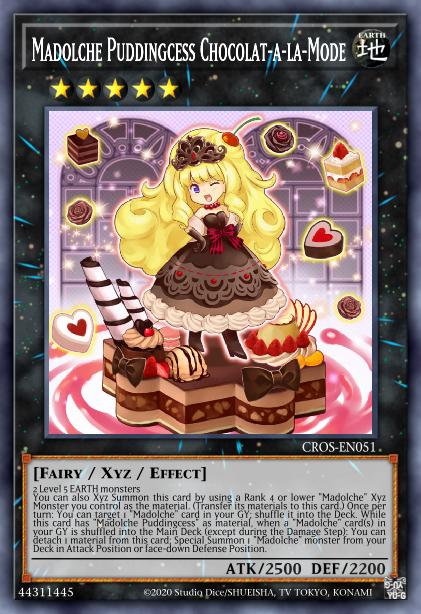 Madolche Puddingcess Chocolat-a-la-Mode
EARTH
地
CROS-EN051
[Fairy / Xyz / Effect]
2 Level 5 EARTH monsters
You can also Xyz Summon this card by using a Rank 4 or lower "Madolche" Xyz
Monster you control as the material. (Transfer its materials to this card.) Once per
turn: You can target 1 "Madolche" card in your GY; shuffle it into the Deck. While
this card has "Madolche Puddingcess" as material, when a "Madolche" card(s) in
your GY is shuffled into the Main Deck (except during the Damage Step): You can
detach 1 material from this card; Special Summon 1 "Madolche" monster from
your Deck in Attack Position or face-down Defense Position.
ATK/2500 DEF/2200
44311445
©2020 Studio Dice/SHUEISHA, TV TOKYO, KONAMI